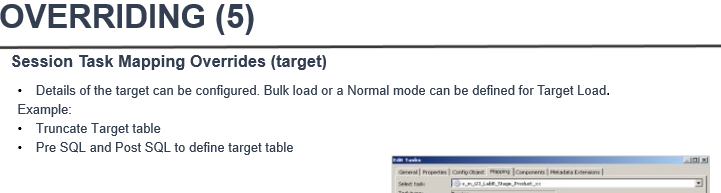 OVERRIDING (5)
Session Task Mapping Overrides (target)
• Details of the target can be configured. Bulk load or a Normal mode can be defined for Target Load.
Example:
• Truncate Target table
• Pre SQL and Post SQL to define target table
Edit Tasks
General Properties Config Object Mapping Components Metadata Extensions
Select task: